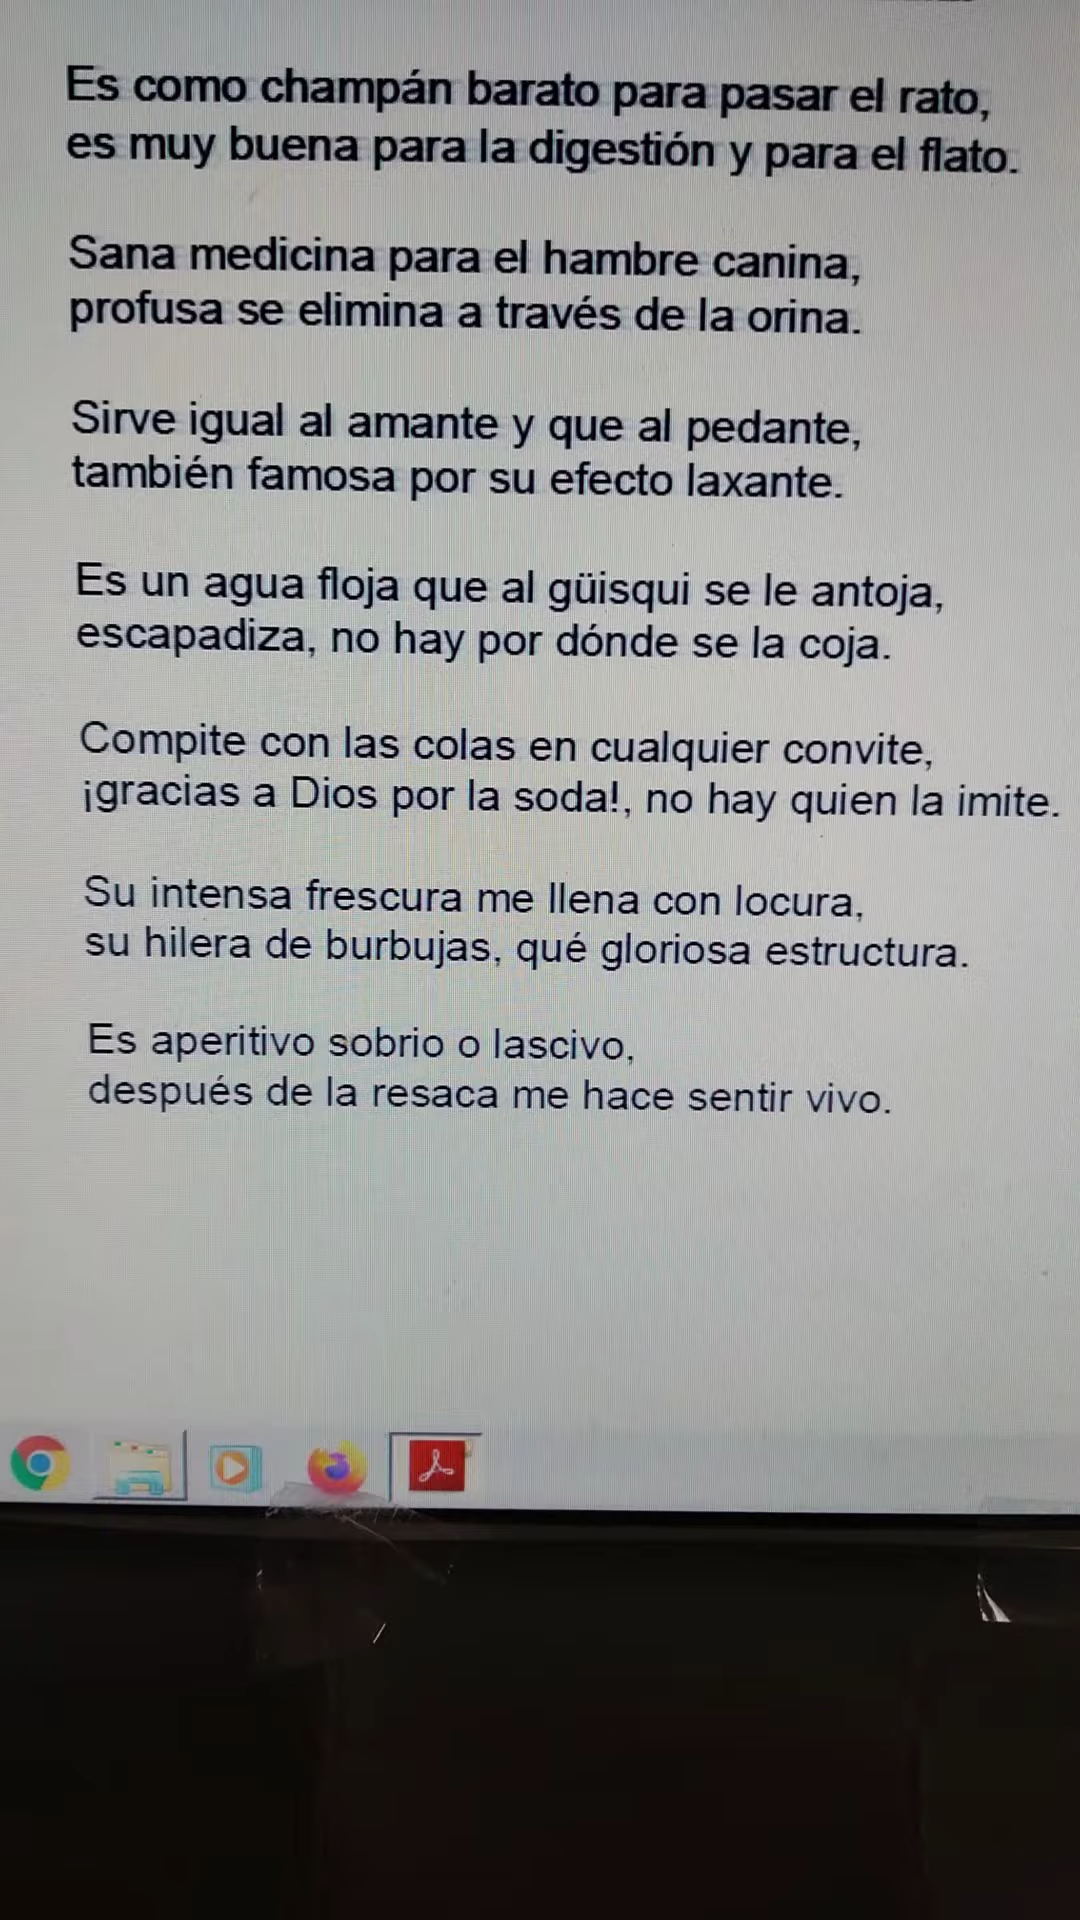 Es como champán barato para pasar el rato,
es muy buena para la digestión y para el flato.
Sana medicina para el hambre canina,
profusa se elimina a través de la orina.
Sirve igual al amante y que al pedante,
también famosa por su efecto laxante.
Es un agua floja que al güisqui se le antoja,
escapadiza, no hay por dónde se la coja.
Compite con las colas en cualquier convite,
¡gracias a Dios por la soda!, no hay quien la imite.
Su intensa frescura me llena con locura,
su hilera de burbujas, qué gloriosa estructura.
Es aperitivo sobrio o lascivo,
después de la resaca me hace sentir vivo.